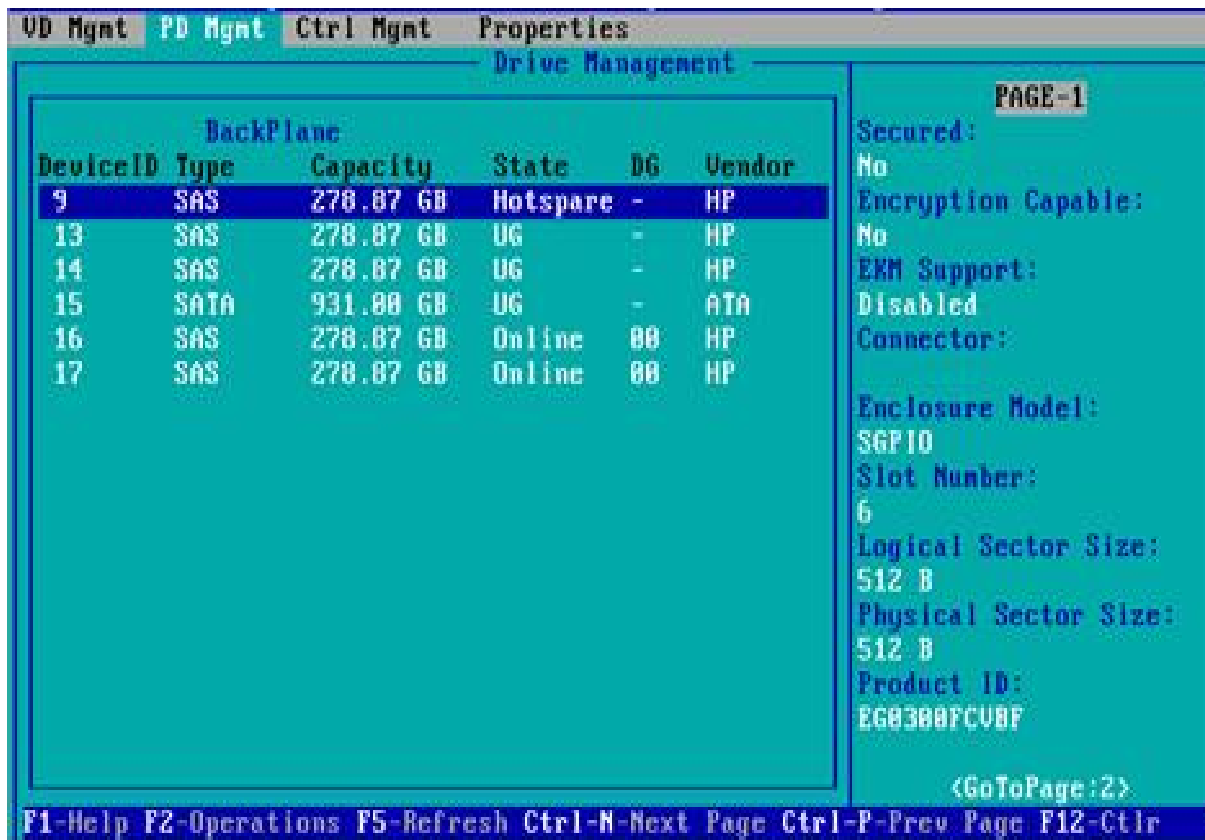 VD Mgmt PD Mgmt Ctrl Mgmt Properties
Drive Management
BackPlane
DeviceID Type Capacity State DG Vendor
9 SAS 278.87 GB Hotspare - HP
13 SAS 278.87 GB UG - HP
14 SAS 278.87 GB UG - HP
15 SATA 931.00 GB UG - ATA
16 SAS 278.87 GB Online 00 HP
17 SAS 278.87 GB Online 00 HP
PAGE-1
Secured:
No
Encryption Capable:
No
EKM Support:
Disabled
Connector:
Enclosure Model:
SGPIO
Slot Number:
6
Logical Sector Size:
512 B
Physical Sector Size:
512 B
Product ID:
EG0300FCVBF
<GoToPage:2>
F1-Help F2-Operations F5-Refresh Ctrl-N-Next Page Ctrl-P-Prev Page F12-Ctlr